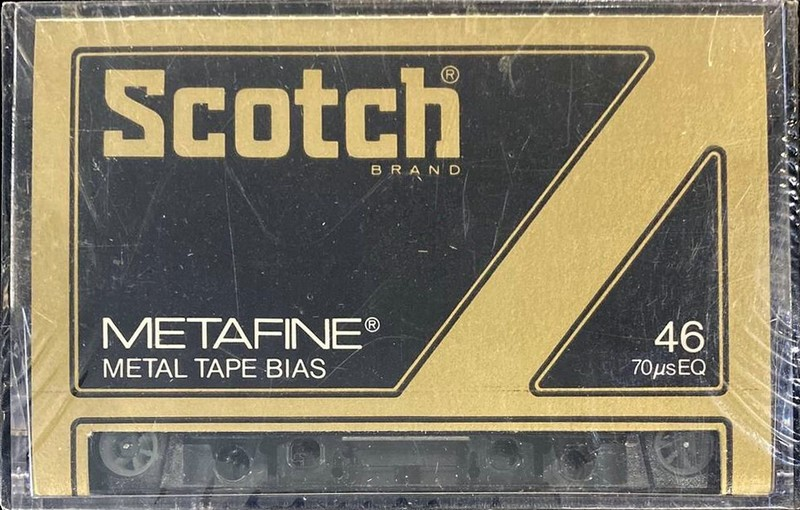 Scotch®
BRAND
METAFINE®
METAL TAPE BIAS
46
70µsEQ